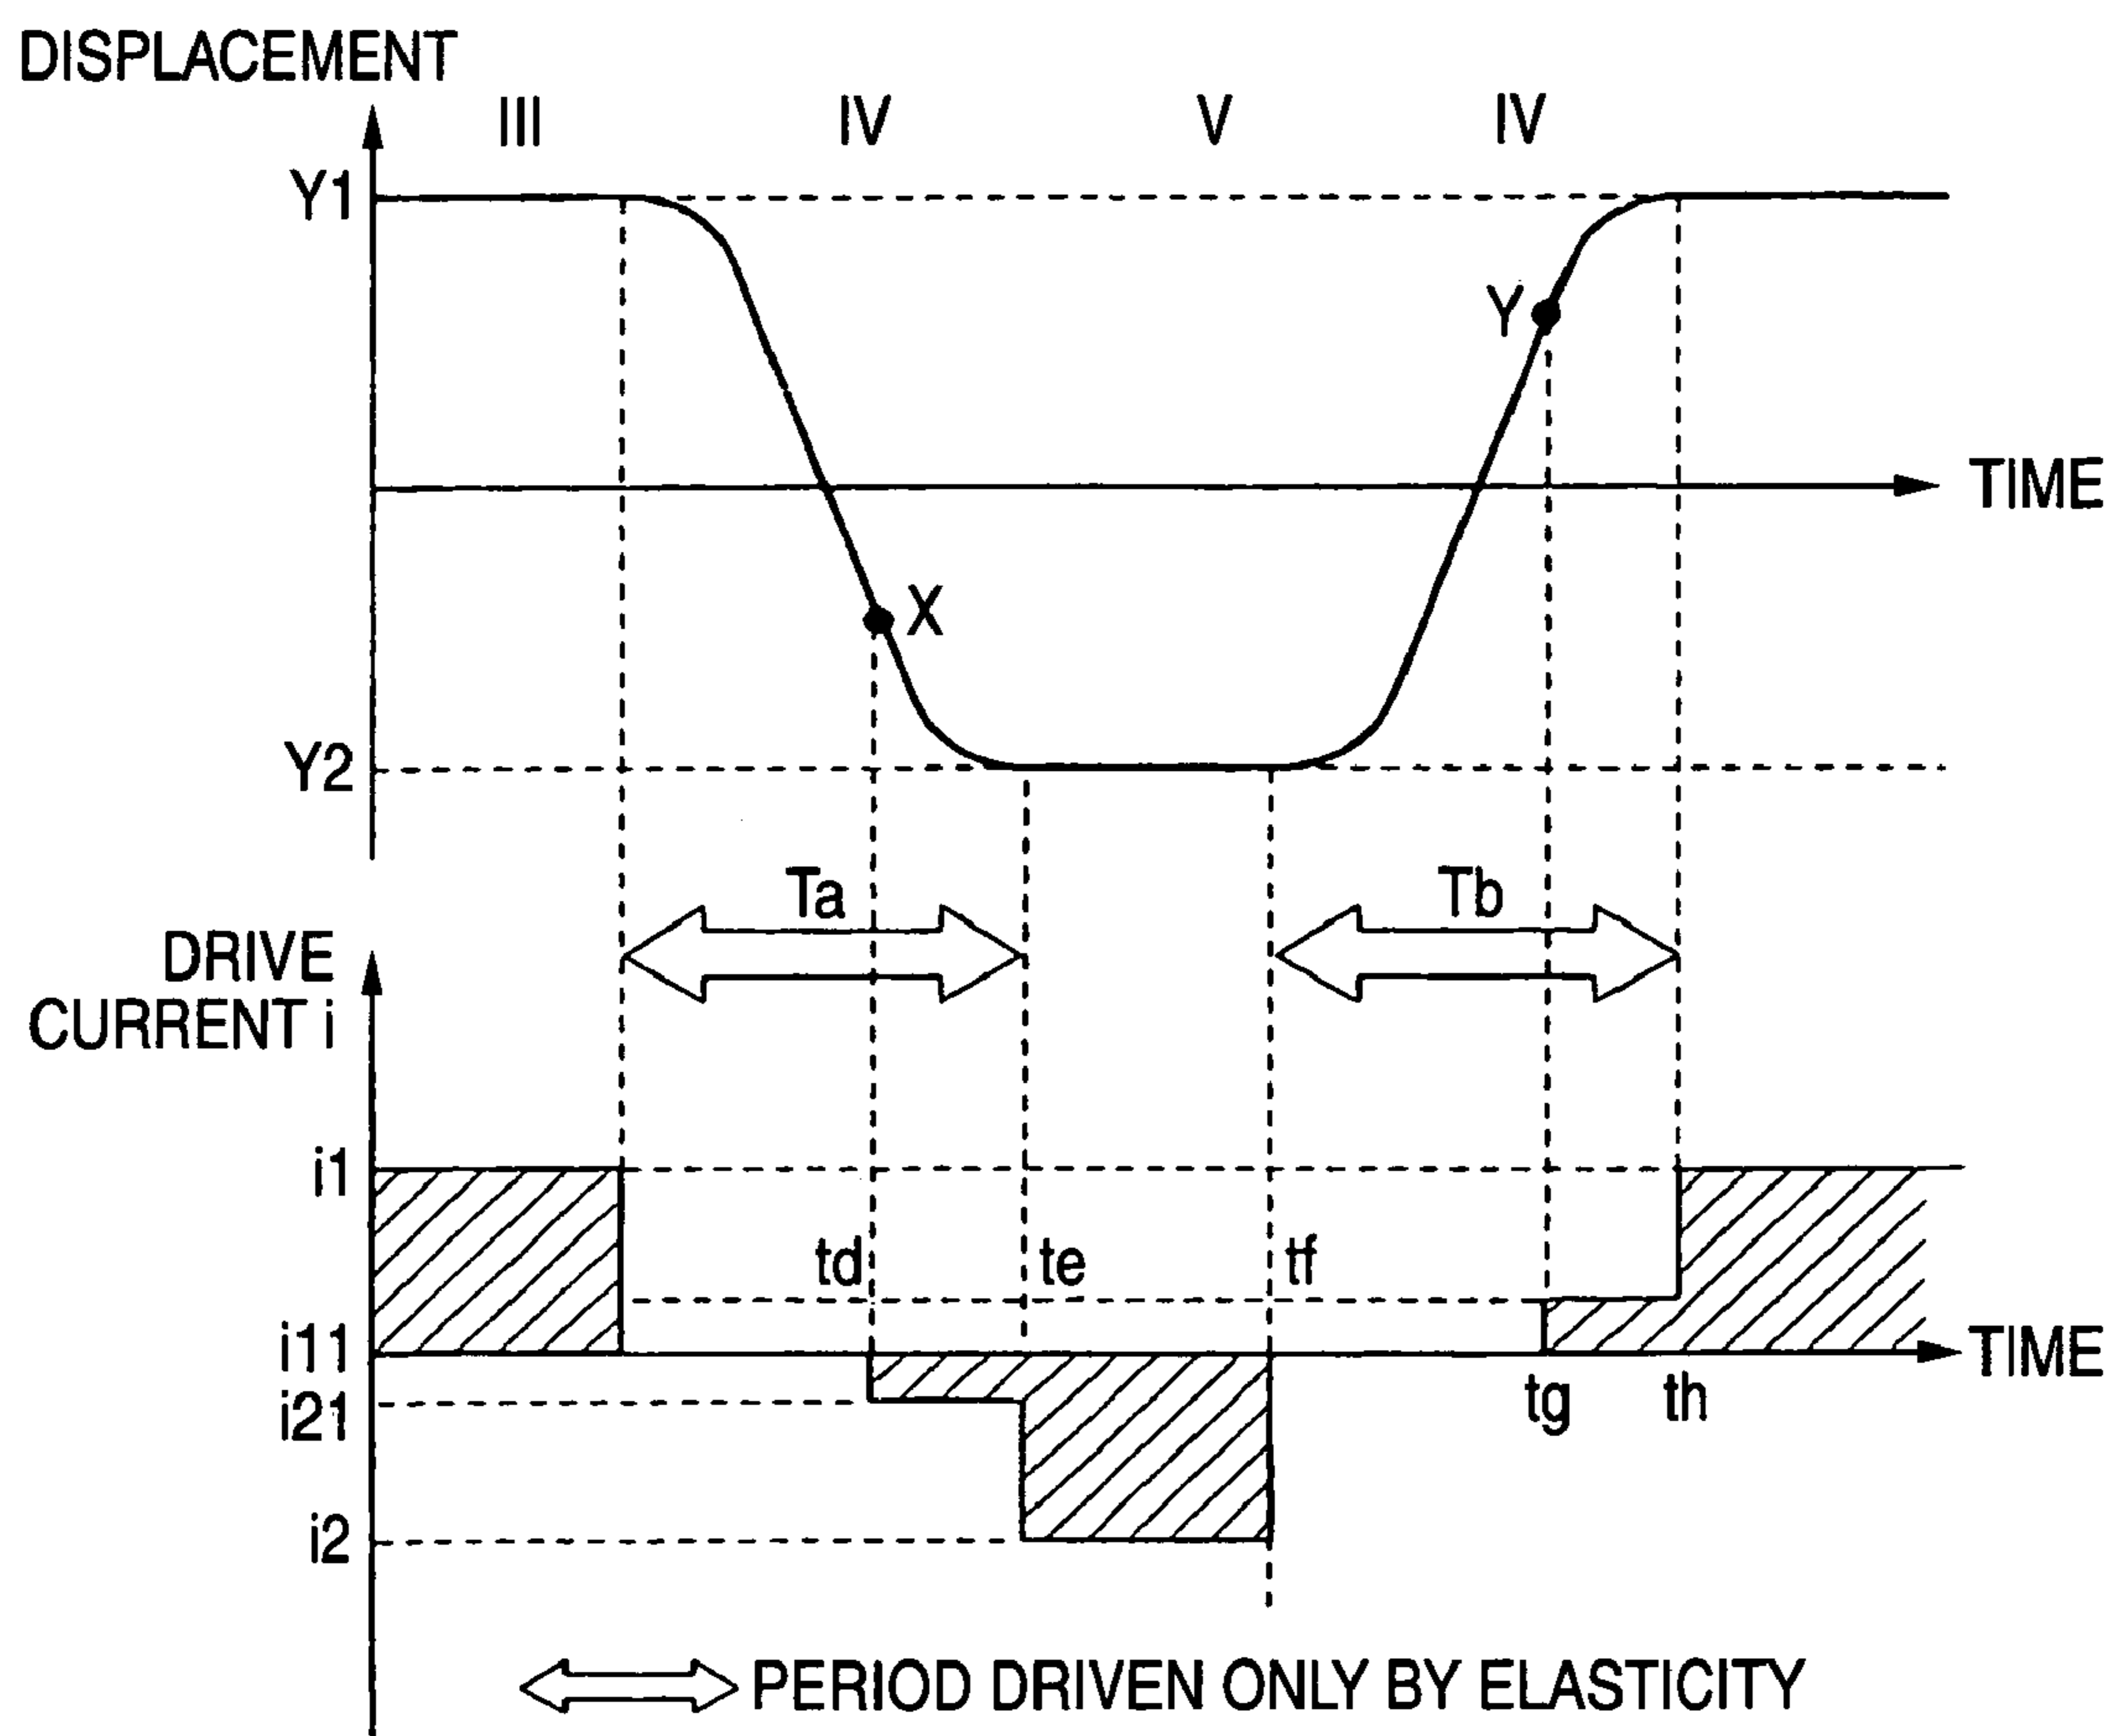 DISPLACEMENT
III IV V IV
Y1
Y
TIME
X
Y2
Ta Tb
DRIVE
CURRENT i
i1
td te tf
i11
TIME
i21
tg th
i2
PERIOD DRIVEN ONLY BY ELASTICITY